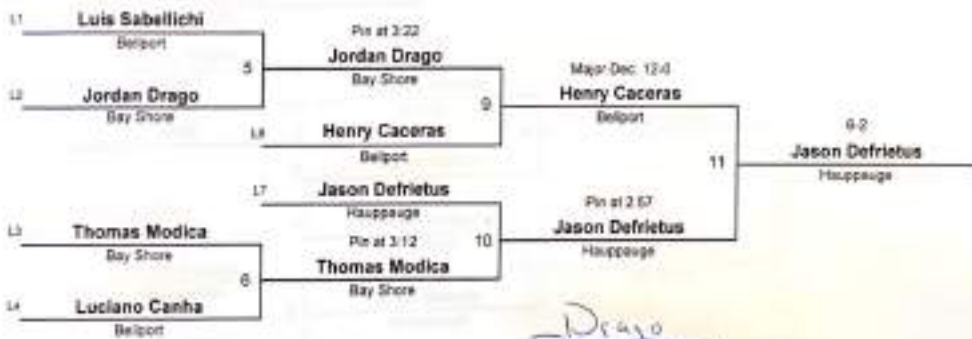 L1 Luis Sabellichi
Bellport
Pin at 3:22
5 Jordan Drago
Bay Shore
L2 Jordan Drago
Bay Shore
Major Dec. 12-0
9 Henry Caceras
Bellport
L8 Henry Caceras
Bellport
6-2
11 Jason Defrietus
Hauppauge
L7 Jason Defrietus
Hauppauge
Pin at 2:57
10 Jason Defrietus
Hauppauge
L3 Thomas Modica
Bay Shore
Pin at 3:12
6 Thomas Modica
Bay Shore
L4 Luciano Canha
Bellport
Drago